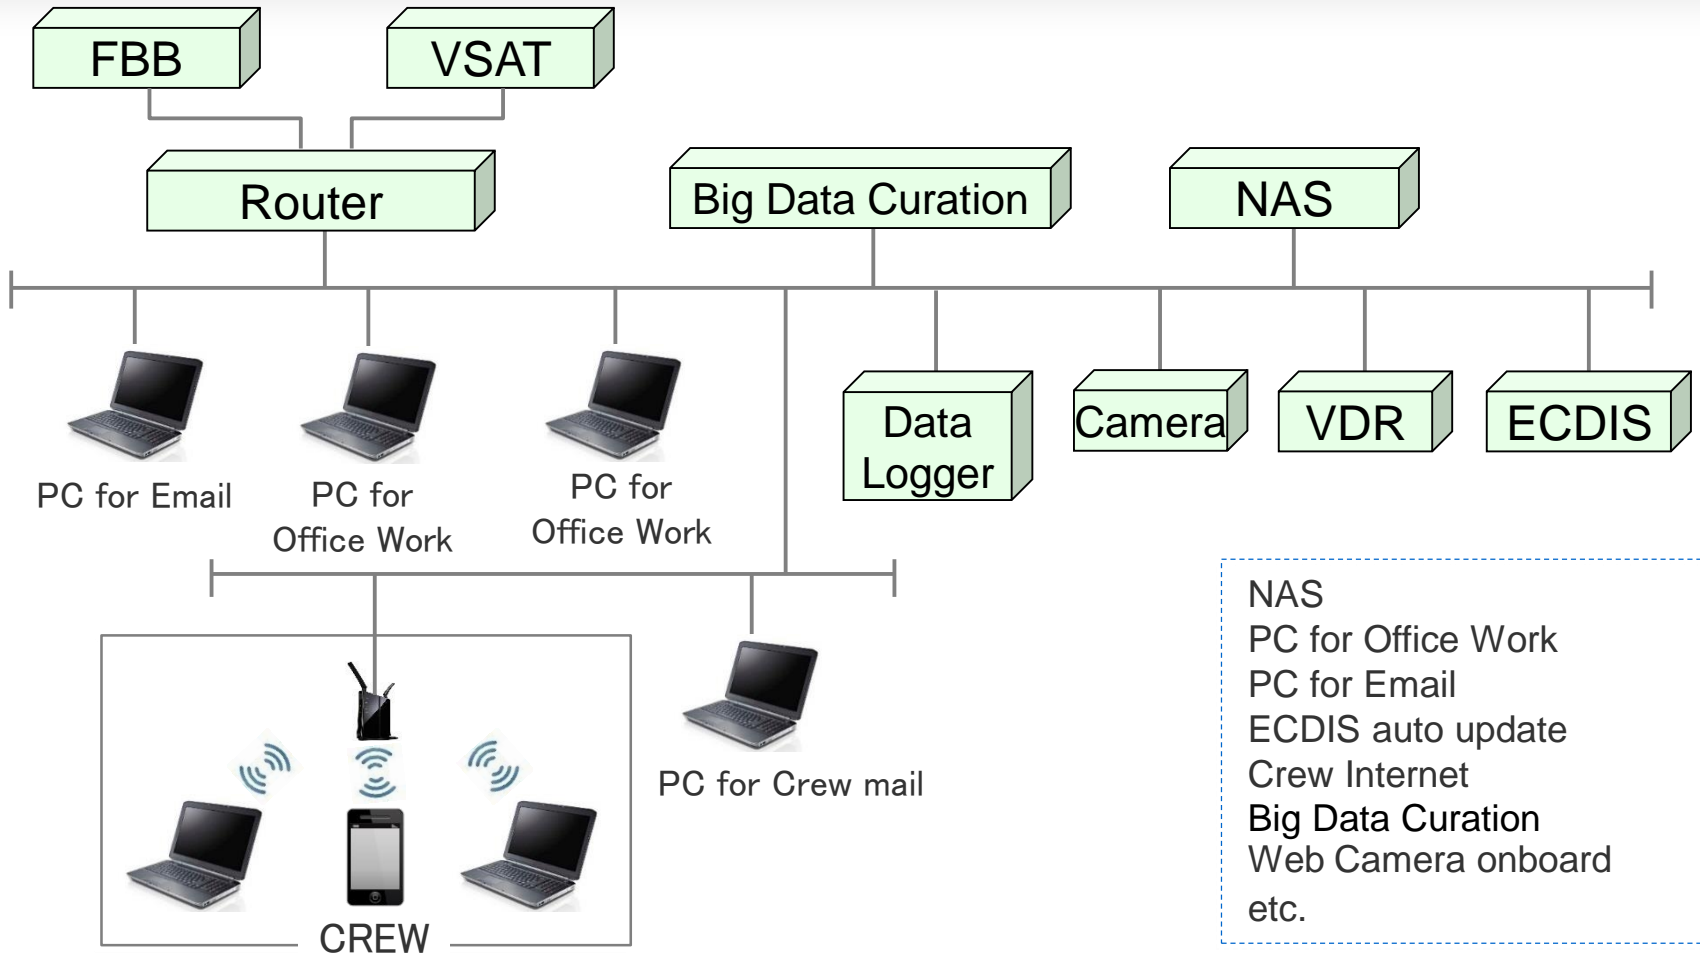 FBB
VSAT
Router
Big Data Curation
NAS
PC for Email
PC for
Office Work
PC for
Office Work
Data
Logger
Camera
VDR
ECDIS
PC for Crew mail
CREW
NAS
PC for Office Work
PC for Email
ECDIS auto update
Crew Internet
Big Data Curation
Web Camera onboard
etc.